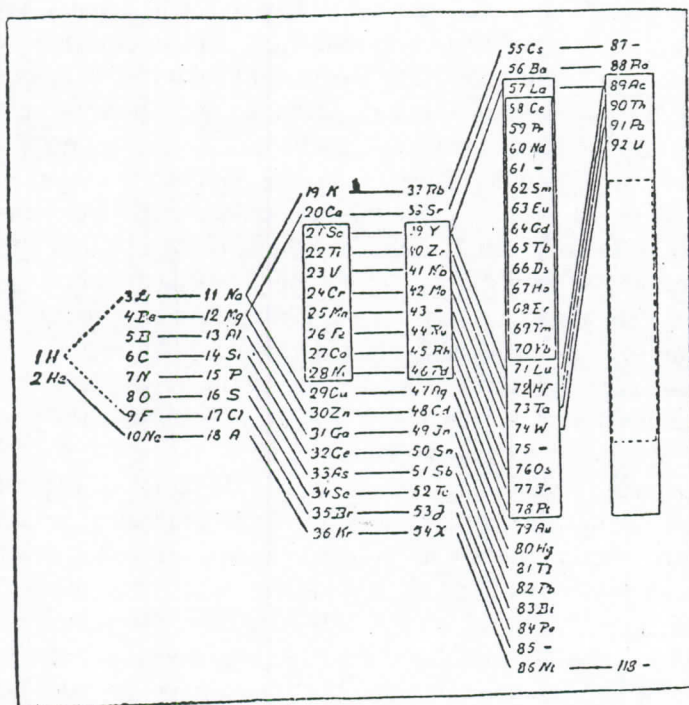 1 H
2 He
3 Li
4 Be
5 B
6 C
7 N
8 O
9 F
10 Ne
11 Na
12 Mg
13 Al
14 Si
15 P
16 S
17 Cl
18 A
19 K
20 Ca
21 Sc
22 Ti
23 V
24 Cr
25 Mn
26 Fe
27 Co
28 Ni
29 Cu
30 Zn
31 Ga
32 Ge
33 As
34 Se
35 Br
36 Kr
37 Rb
38 Sr
39 Y
40 Zr
41 Nb
42 Mo
43 -
44 Ru
45 Rh
46 Pd
47 Ag
48 Cd
49 Jn
50 Sn
51 Sb
52 Te
53 J
54 X
55 Cs
56 Ba
57 La
58 Ce
59 Pr
60 Nd
61 -
62 Sm
63 Eu
64 Gd
65 Tb
66 Ds
67 Ho
68 Er
69 Tm
70 Yb
71 Lu
72 Hf
73 Ta
74 W
75 -
76 Os
77 Jr
78 Pt
79 Au
80 Hg
81 Tl
82 Pb
83 Bi
84 Po
85 -
86 Nt
87 -
88 Ra
89 Ac
90 Th
91 Pa
92 U
118 -